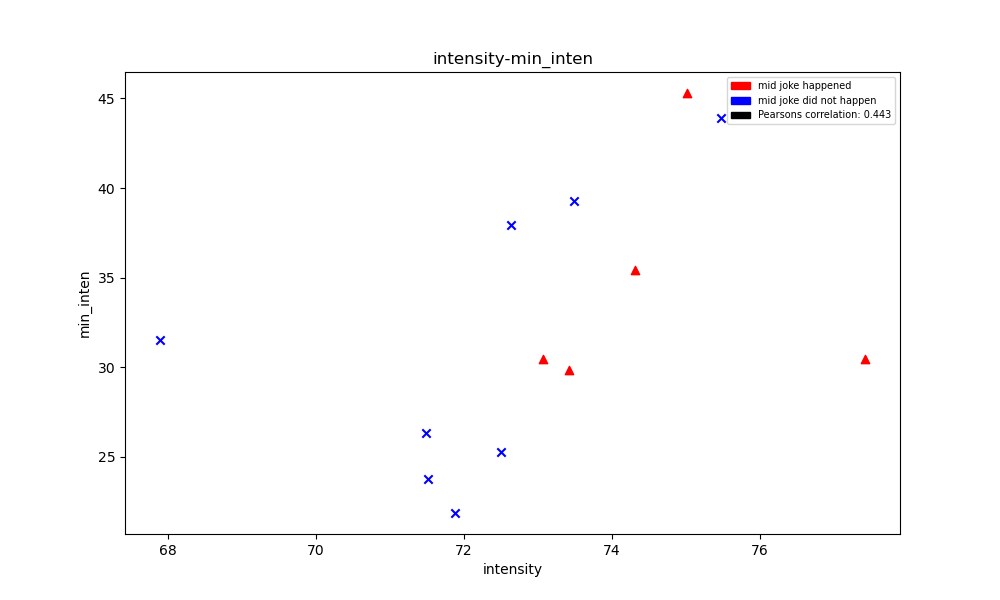 intensity-min_inten
mid joke happened
mid joke did not happen
Pearsons correlation: 0.443
45
40
35
30
25
min_inten
68 70 72 74 76
intensity